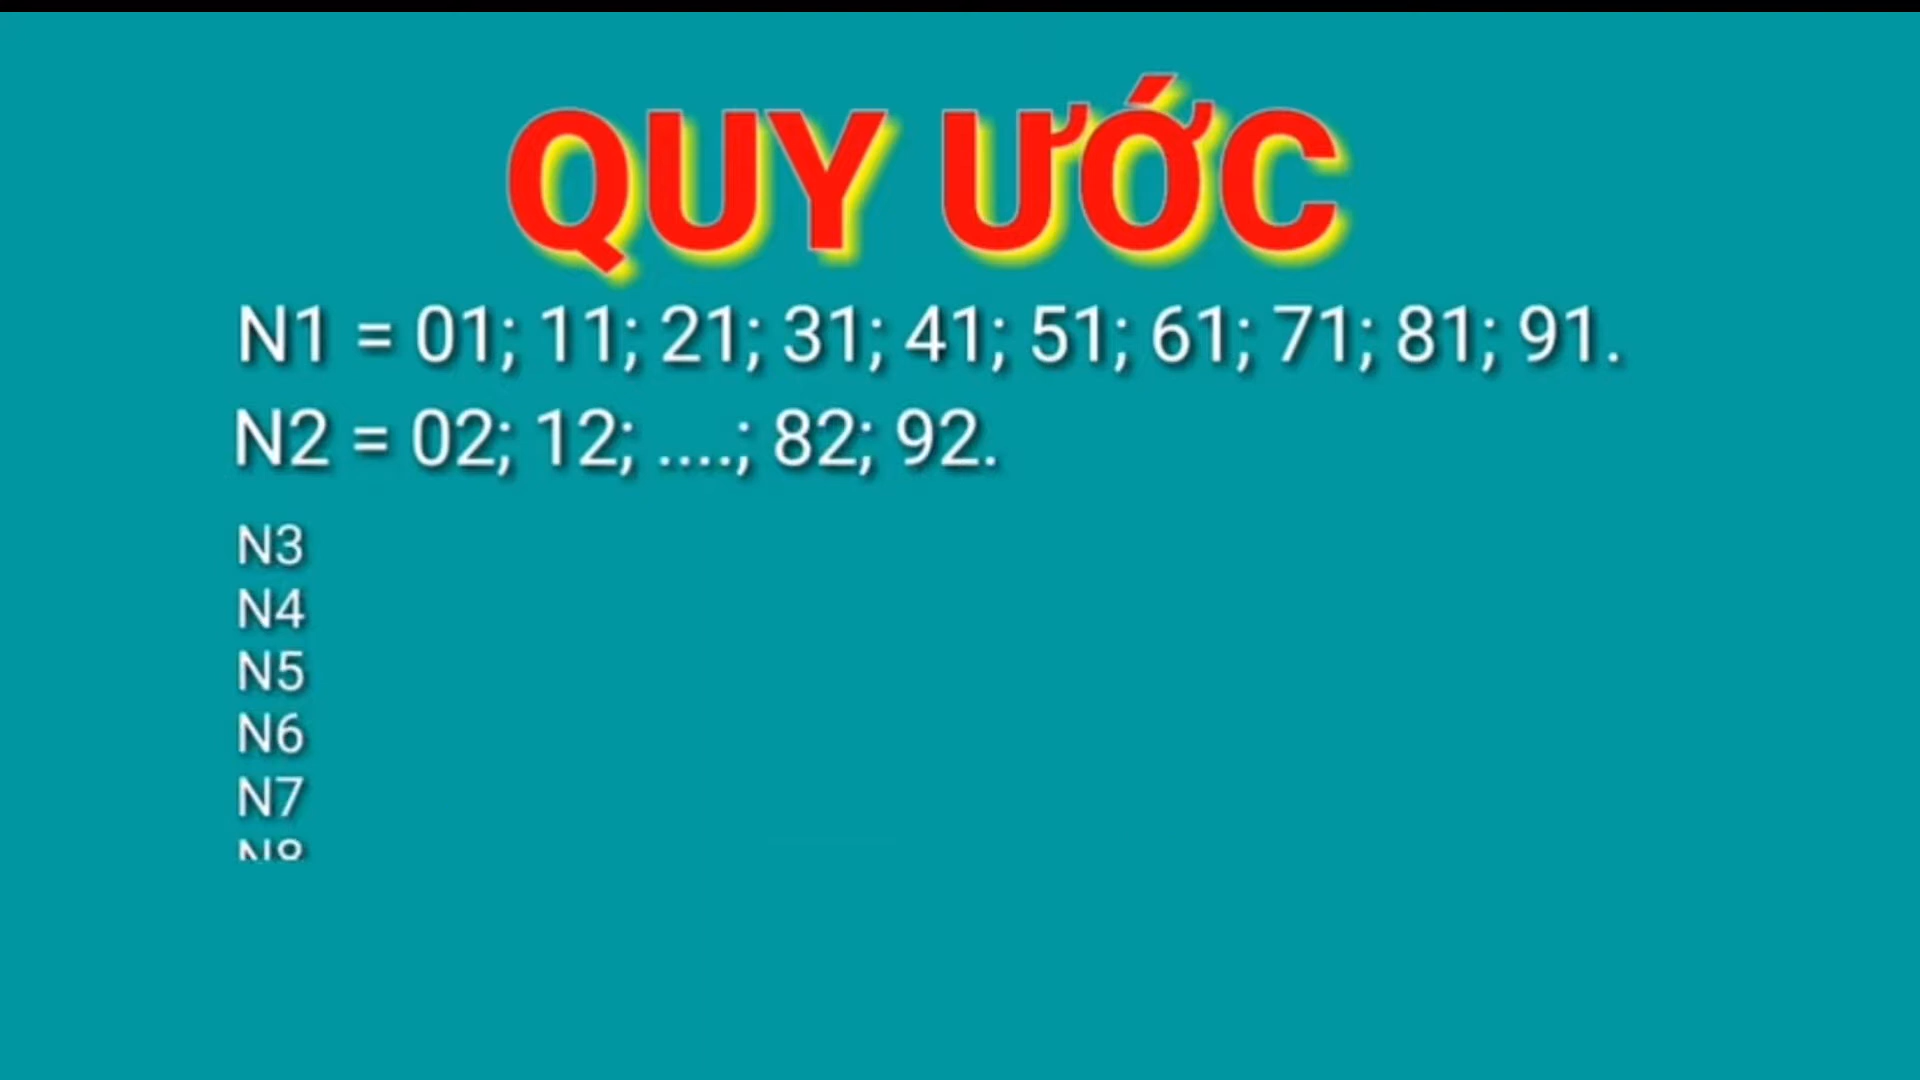 QUY ƯỚC
N1 = 01; 11; 21; 31; 41; 51; 61; 71; 81; 91.
N2 = 02; 12; ....; 82; 92.
N3
N4
N5
N6
N7
N8